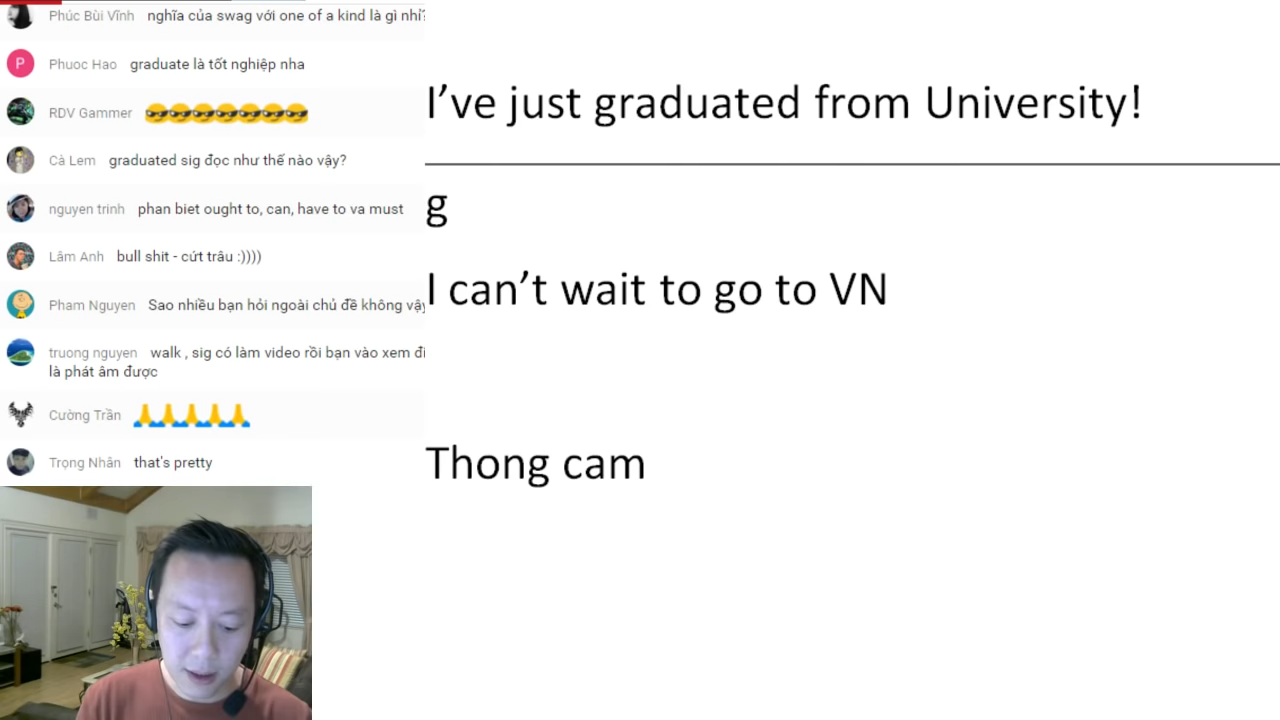 Phúc Bùi Vĩnh nghĩa của swag với one of a kind là gì nhỉ?
P Phuoc Hao graduate là tốt nghiệp nha
RDV Gammer 😎😎😎😎😎😎😎
Cà Lem graduated sig đọc như thế nào vậy?
nguyen trinh phan biet ought to, can, have to va must
Lâm Anh bull shit - cứt trâu :))))
Pham Nguyen Sao nhiều bạn hỏi ngoài chủ đề không vậy
truong nguyen walk , sig có làm video rồi bạn vào xem đi
là phát âm được
Cường Trần 🙏🙏🙏🙏🙏
Trọng Nhân that's pretty
I've just graduated from University!
g
I can't wait to go to VN
Thong cam